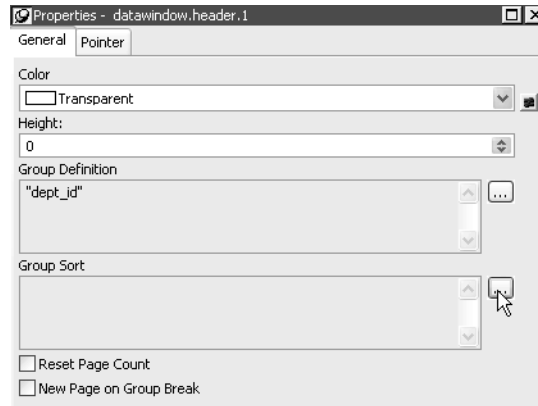 Properties - datawindow.header.1
General Pointer
Color
Transparent
Height:
0
Group Definition
"dept_id"
...
Group Sort
...
Reset Page Count
New Page on Group Break